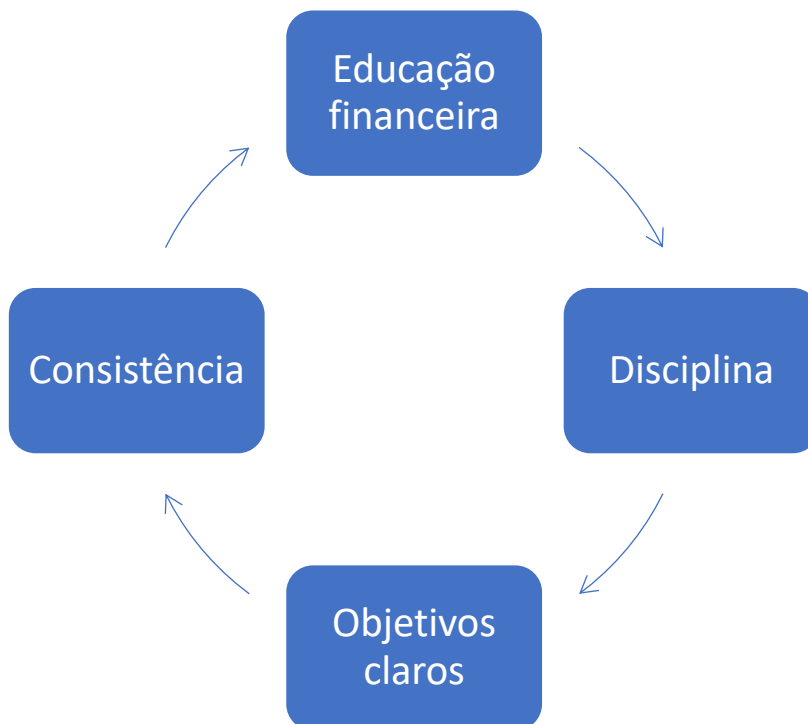 Educação
financeira
Disciplina
Objetivos
claros
Consistência